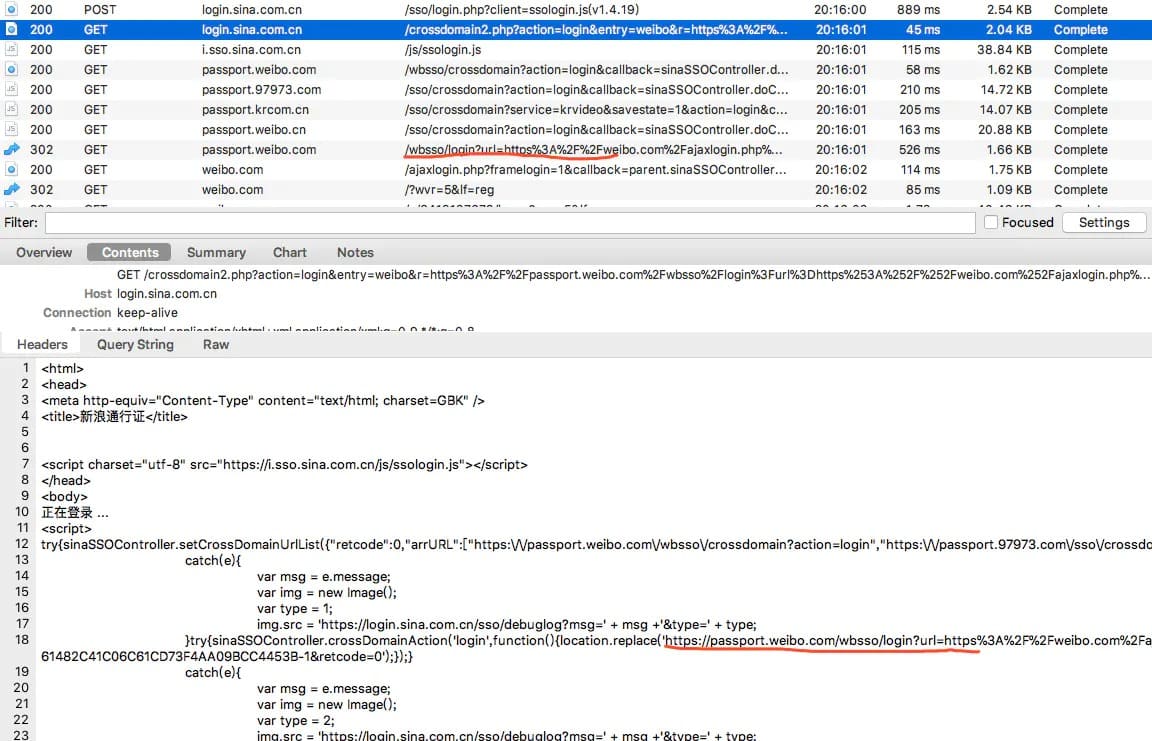 200 POST login.sina.com.cn /sso/login.php?client=ssologin.js(v1.4.19) 20:16:00 889 ms 2.54 KB Complete
200 GET login.sina.com.cn /crossdomain2.php?action=login&entry=weibo&r=https%3A%2F%... 20:16:01 45 ms 2.04 KB Complete
200 GET i.sso.sina.com.cn /js/ssologin.js 20:16:01 115 ms 38.84 KB Complete
200 GET passport.weibo.com /wbsso/crossdomain?action=login&callback=sinaSSOController.d... 20:16:01 58 ms 1.62 KB Complete
200 GET passport.97973.com /sso/crossdomain?action=login&callback=sinaSSOController.doC... 20:16:01 210 ms 14.72 KB Complete
200 GET passport.krcom.cn /sso/crossdomain?service=krvideo&savestate=1&action=login&c... 20:16:01 205 ms 14.07 KB Complete
200 GET passport.weibo.cn /sso/crossdomain?action=login&callback=sinaSSOController.doC... 20:16:01 163 ms 20.88 KB Complete
302 GET passport.weibo.com /wbsso/login?url=https%3A%2F%2Fweibo.com%2Fajaxlogin.php%... 20:16:01 526 ms 1.66 KB Complete
200 GET weibo.com /ajaxlogin.php?framelogin=1&callback=parent.sinaSSOController... 20:16:02 114 ms 1.75 KB Complete
302 GET weibo.com /?wvr=5&lf=reg 20:16:02 85 ms 1.09 KB Complete
Filter: Focused Settings
Overview Contents Summary Chart Notes
GET /crossdomain2.php?action=login&entry=weibo&r=https%3A%2F%2Fpassport.weibo.com%2Fwbsso%2Flogin%3Furl%3Dhttps%253A%252F%252Fweibo.com%252Fajaxlogin.php%...
Host login.sina.com.cn
Connection keep-alive
Headers Query String Raw
1 <html>
2 <head>
3 <meta http-equiv="Content-Type" content="text/html; charset=GBK" />
4 <title>新浪通行证</title>
5
6
7 <script charset="utf-8" src="https://i.sso.sina.com.cn/js/ssologin.js"></script>
8 </head>
9 <body>
10 正在登录 ...
11 <script>
12 try{sinaSSOController.setCrossDomainUrlList({"retcode":0,"arrURL":["https:\/\/passport.weibo.com\/wbsso\/crossdomain?action=login","https:\/\/passport.97973.com\/sso\/crossdo
13 catch(e){
14 var msg = e.message;
15 var img = new Image();
16 var type = 1;
17 img.src = 'https://login.sina.com.cn/sso/debuglog?msg=' + msg +'&type=' + type;
18 }try{sinaSSOController.crossDomainAction('login',function(){location.replace('https://passport.weibo.com/wbsso/login?url=https%3A%2F%2Fweibo.com%2Fa
61482C41C06C61CD73F4AA09BCC4453B-1&retcode=0');});}
19 catch(e){
20 var msg = e.message;
21 var img = new Image();
22 var type = 2;
23 img.src = 'https://login.sina.com.cn/sso/debuglog?msg=' + msg +'&type=' + type;